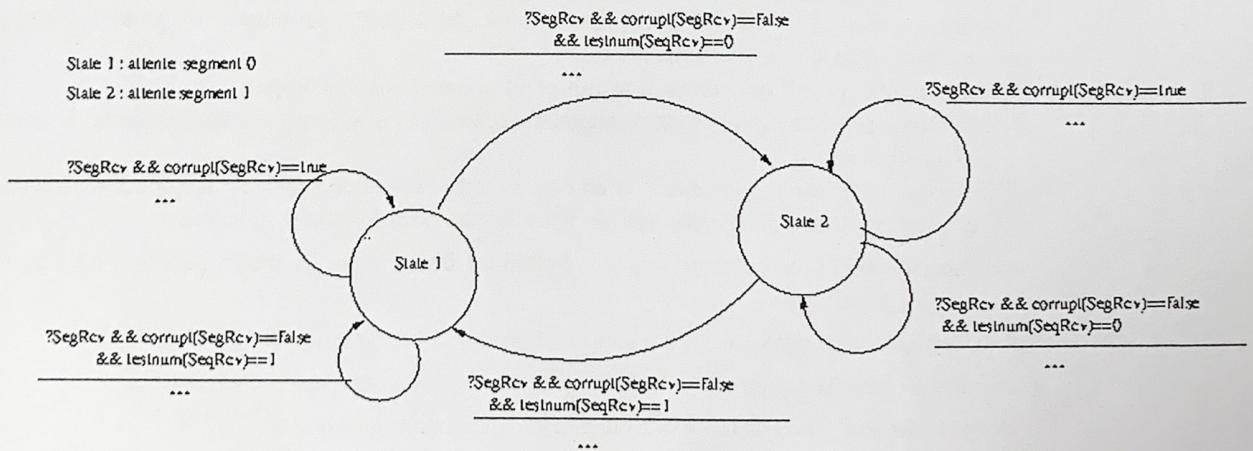 ?SegRcv && corrupt(SegRcv)==False
&& testnum(SeqRcv)==0
...
State 1 : attente segment 0
State 2 : attente segment 1
?SegRcv && corrupt(SegRcv)==true
...
?SegRcv && corrupt(SegRcv)==true
...
State 2
State 1
?SegRcv && corrupt(SegRcv)==False
&& testnum(SeqRcv)==0
...
?SegRcv && corrupt(SegRcv)==False
&& testnum(SeqRcv)==1
...
?SegRcv && corrupt(SegRcv)==False
&& testnum(SeqRcv)==1
...